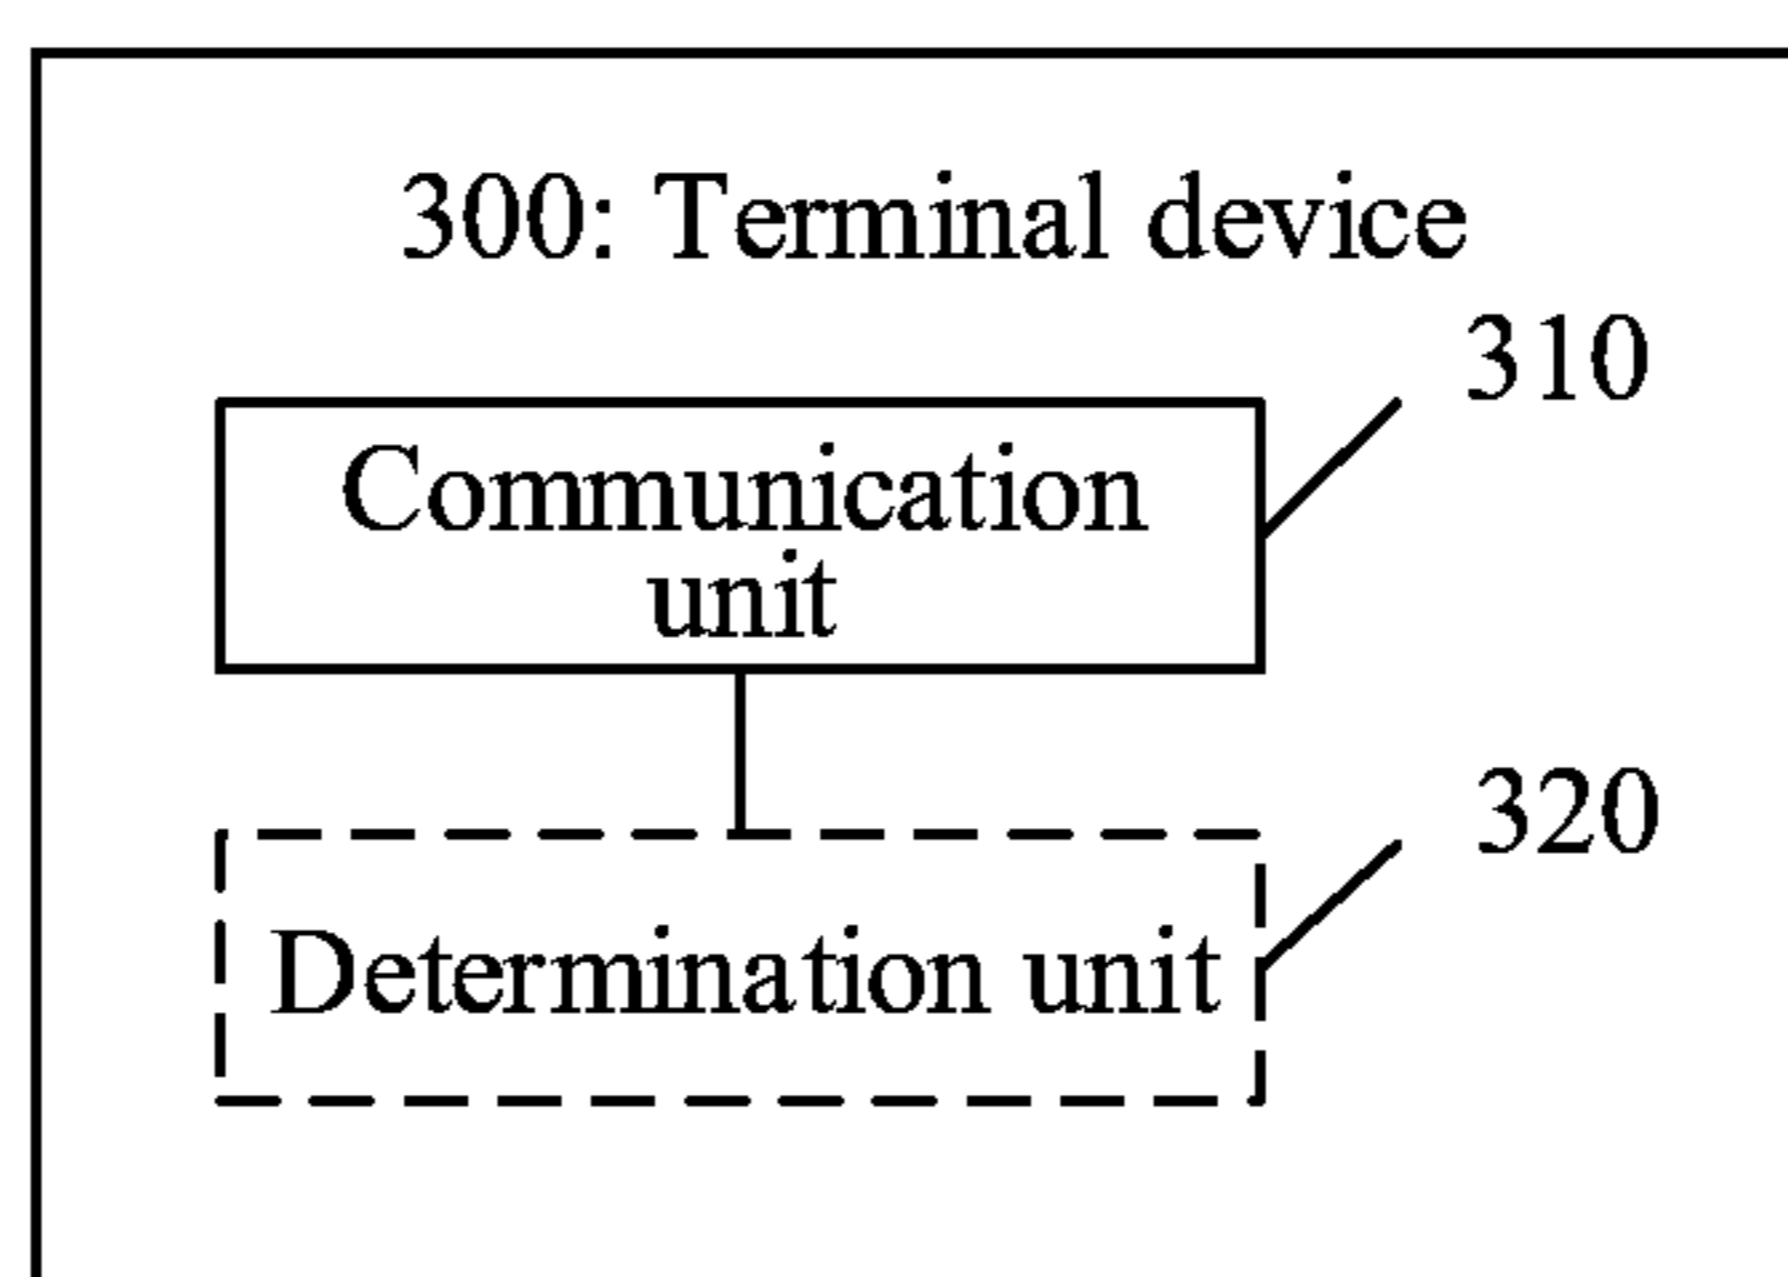 300: Terminal device
310
Communication
unit
320
Determination unit